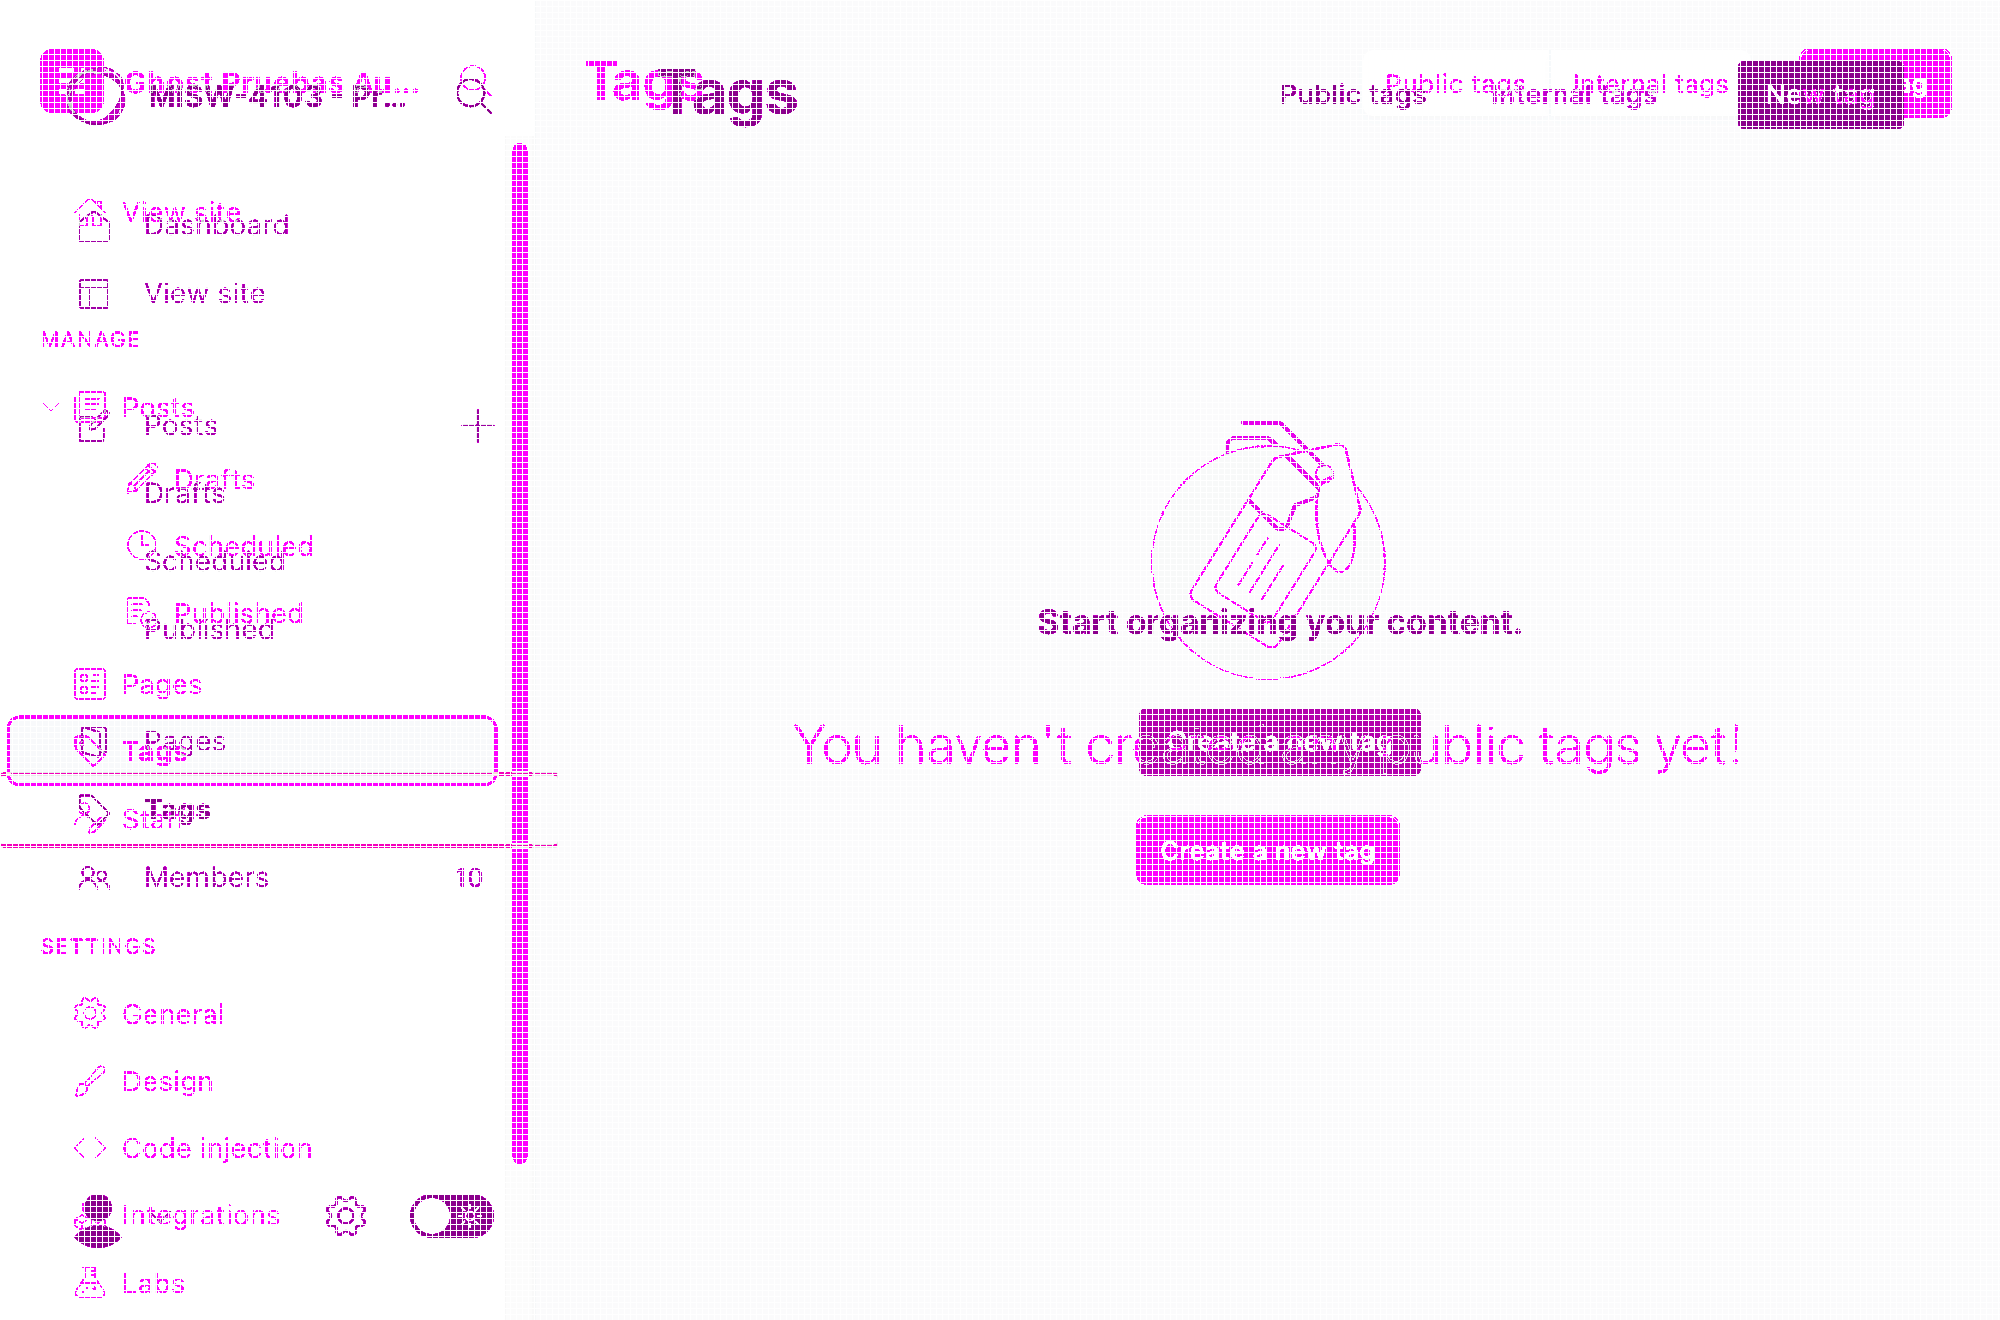 Ghost Pruebas Au...
MSW-4103 - Pr...
Tags
Tags
Public tags
Internal tags
Public tags
Internal tags
New tag
View site
Dashboard
View site
MANAGE
Posts
Posts
Drafts
Drafts
Scheduled
Scheduled
Published
Published
Pages
Pages
Tags
Tags
Staff
Members 10
SETTINGS
General
Design
Code injection
Integrations
Labs
Start organizing your content.
You haven't cr public tags yet!
Create a new tag
Create a new tag